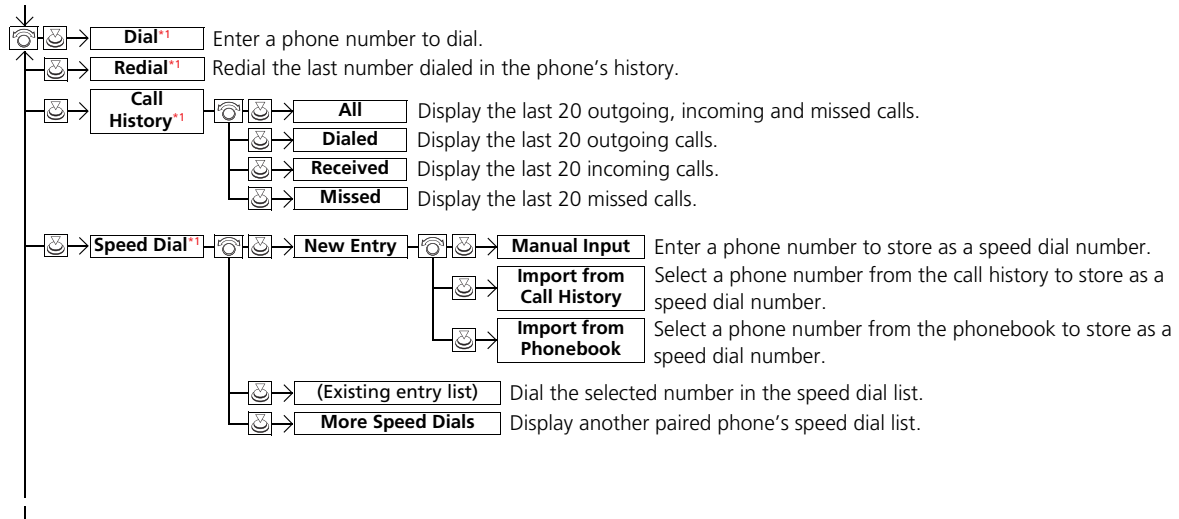 Dial*1 Enter a phone number to dial.
Redial*1 Redial the last number dialed in the phone's history.
Call
History*1
All Display the last 20 outgoing, incoming and missed calls.
Dialed Display the last 20 outgoing calls.
Received Display the last 20 incoming calls.
Missed Display the last 20 missed calls.
Speed Dial*1 New Entry Manual Input Enter a phone number to store as a speed dial number.
Import from
Call History
Select a phone number from the call history to store as a
speed dial number.
Import from
Phonebook
Select a phone number from the phonebook to store as a
speed dial number.
(Existing entry list) Dial the selected number in the speed dial list.
More Speed Dials Display another paired phone's speed dial list.